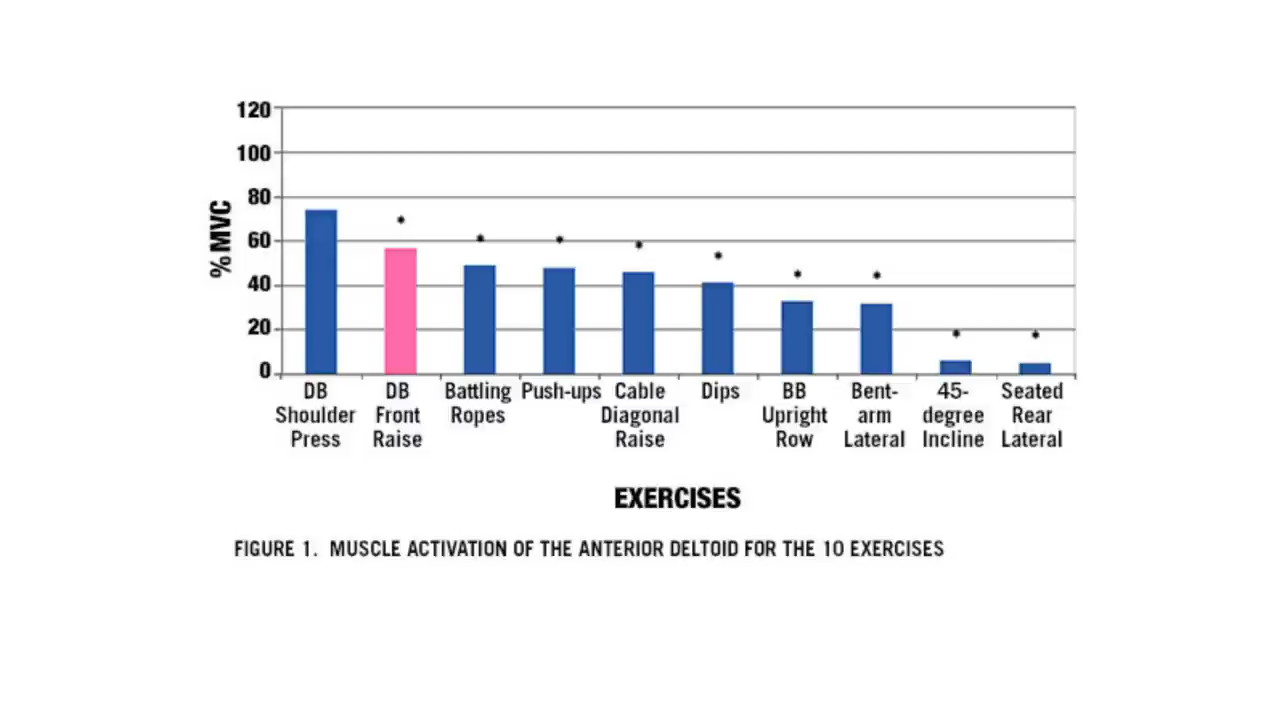 120
100
80
60
40
20
0
% MVC
DB Shoulder Press
DB Front Raise
Battling Ropes
Push-ups
Cable Diagonal Raise
Dips
BB Upright Row
Bent-arm Lateral
45-degree Incline
Seated Rear Lateral
EXERCISES
FIGURE 1. MUSCLE ACTIVATION OF THE ANTERIOR DELTOID FOR THE 10 EXERCISES